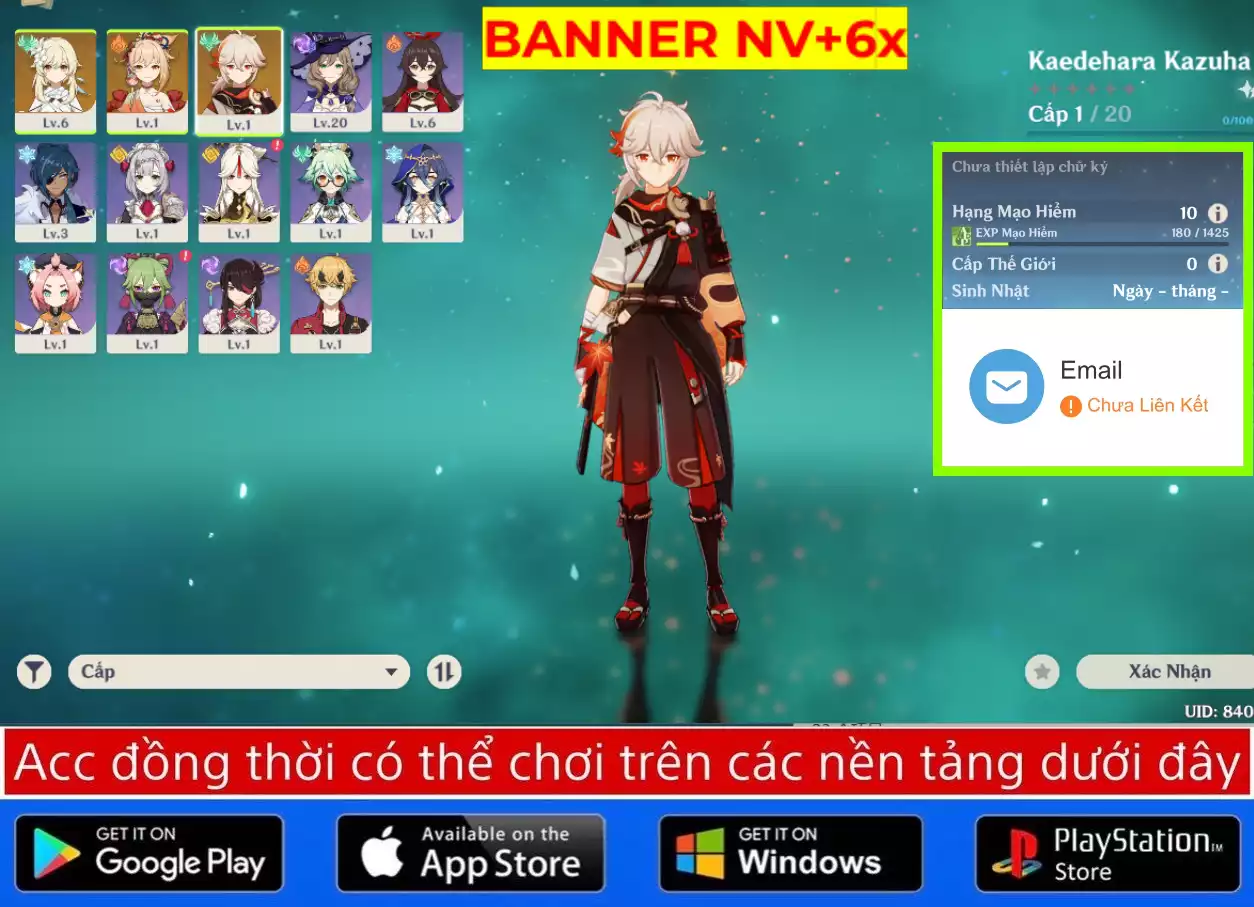 BANNER NV+6x
Kaedehara Kazuha
Cấp 1 / 20
0/100
Lv.6
Lv.1
Lv.1
Lv.20
Lv.6
Lv.3
Lv.1
Lv.1
Lv.1
Lv.1
Lv.1
Lv.1
Lv.1
Lv.1
Chưa thiết lập chữ ký
Hạng Mạo Hiểm 10
EXP Mạo Hiểm 180 / 1425
Cấp Thế Giới 0
Sinh Nhật Ngày - tháng -
Email
Chưa Liên Kết
Cấp
Xác Nhận
UID: 840
Acc đồng thời có thể chơi trên các nền tảng dưới đây
GET IT ON
Google Play
Available on the
App Store
GET IT ON
Windows
PlayStation TM
Store